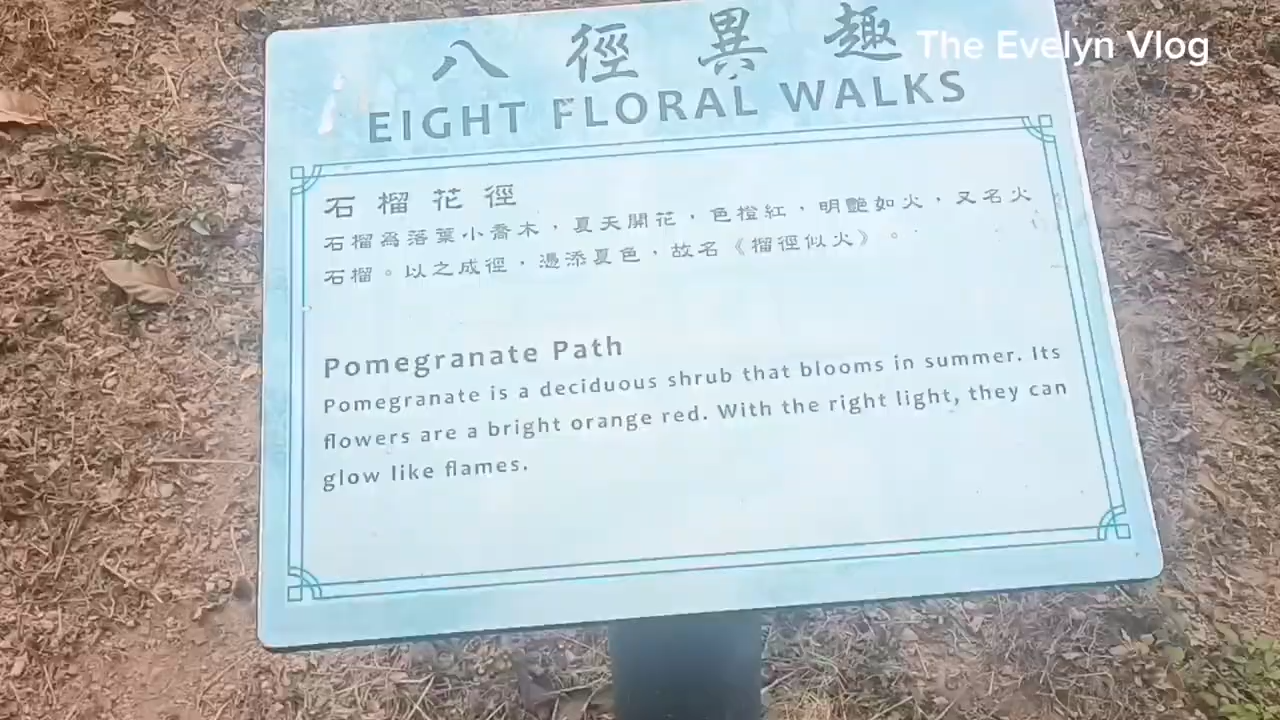 八徑異趣
The Evelyn Vlog
EIGHT FLORAL WALKS
石榴花徑
石榴為落葉小喬木，夏天開花，色橙紅，明艷如火，又名火
石榴。以之成徑，憑添夏色，故名《榴徑似火》。
Pomegranate Path
Pomegranate is a deciduous shrub that blooms in summer. Its
flowers are a bright orange red. With the right light, they can
glow like flames.